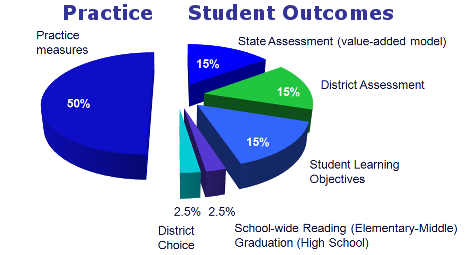 Practice
Student Outcomes
Practice
measures
50%
State Assessment (value-added model)
15%
District Assessment
15%
15%
Student Learning
Objectives
2.5%
2.5%
District
Choice
School-wide Reading (Elementary-Middle)
Graduation (High School)